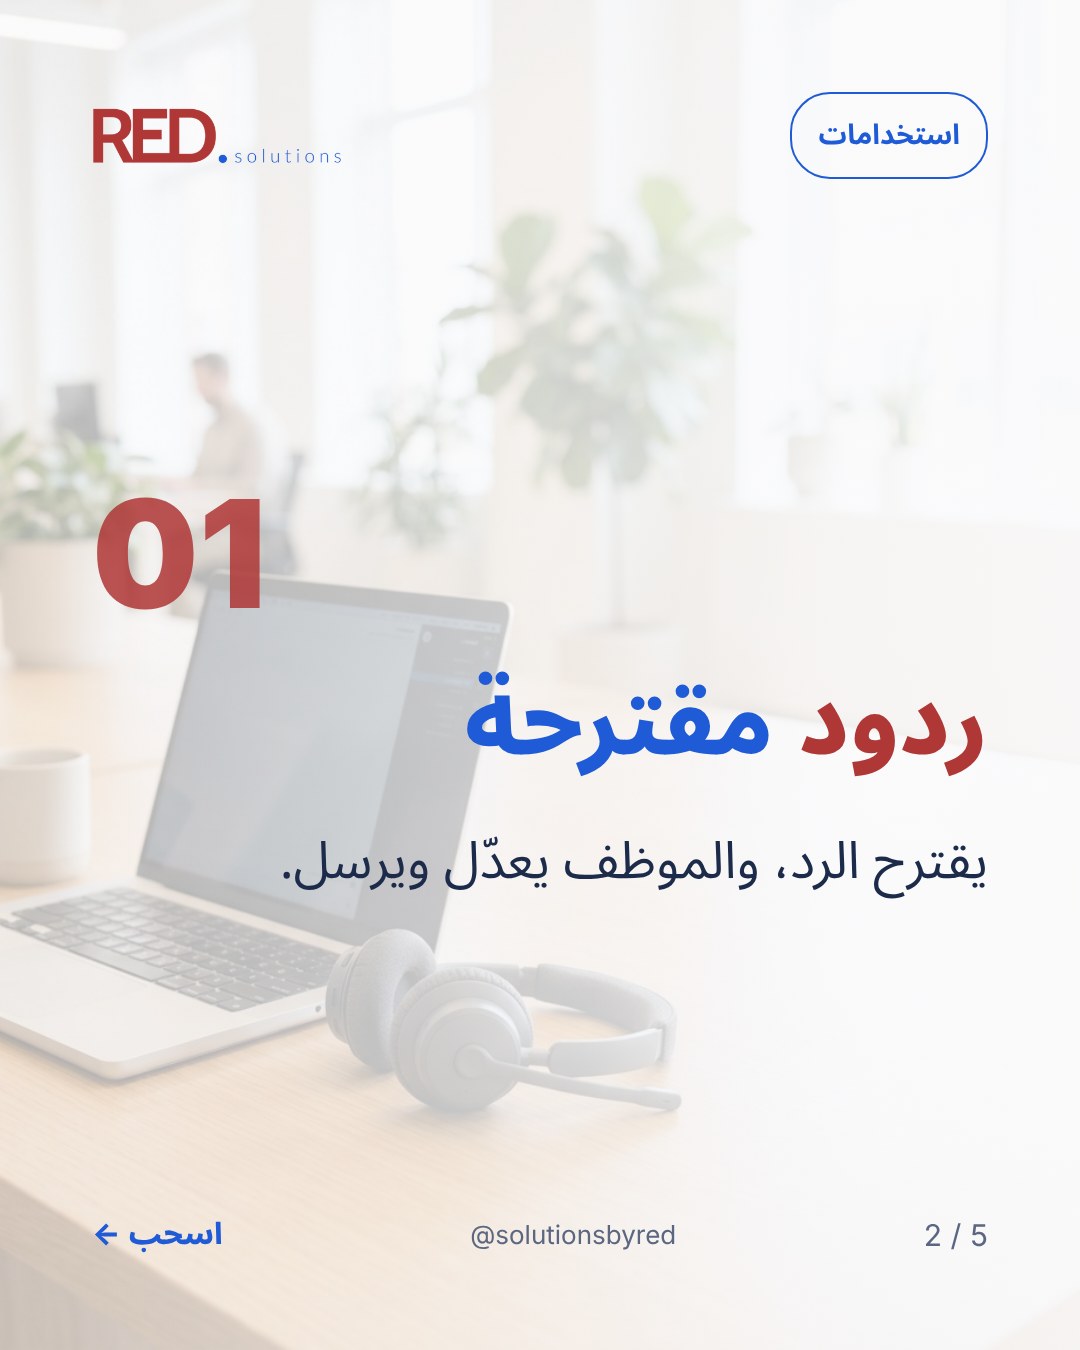 RED.solutions
استخدامات
01
ردود مقترحة
يقترح الرد، والموظف يعدّل ويرسل.
اسحب ←
@solutionsbyred
2 / 5